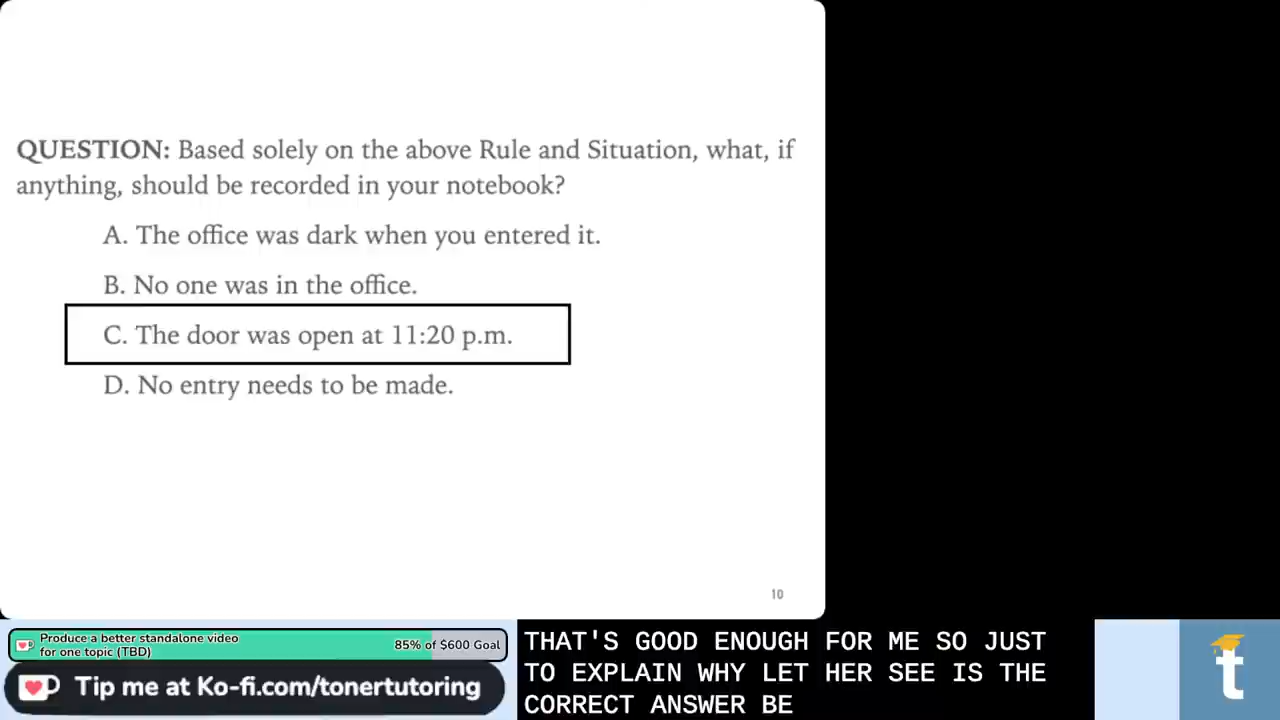 QUESTION: Based solely on the above Rule and Situation, what, if
anything, should be recorded in your notebook?
A. The office was dark when you entered it.
B. No one was in the office.
C. The door was open at 11:20 p.m.
D. No entry needs to be made.
10
Produce a better standalone video
for one topic (TBD)
85% of $600 Goal
Tip me at Ko-fi.com/tonertutoring
THAT'S GOOD ENOUGH FOR ME SO JUST
TO EXPLAIN WHY LET HER SEE IS THE
CORRECT ANSWER BE
t